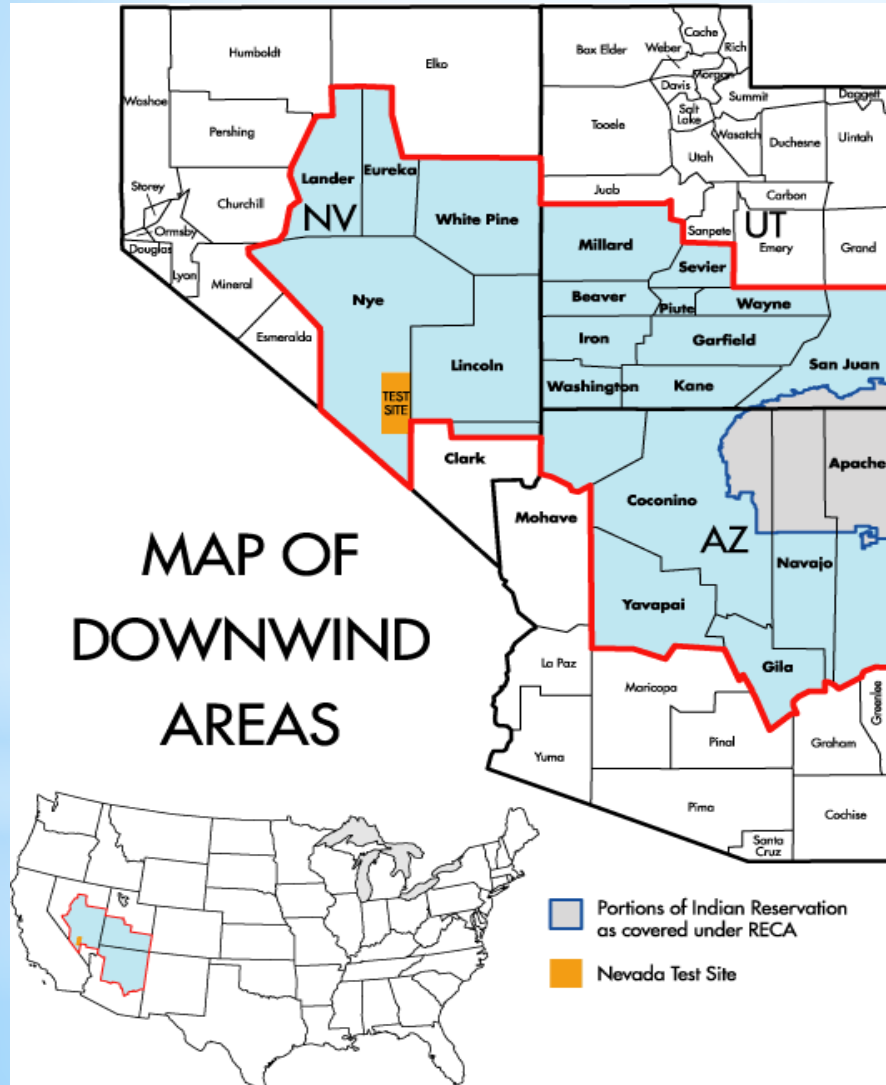 Cache
Humboldt
Elko
Box Elder
Weber
Rich
Morgan
Washoe
Davis
Summit
Daggett
Salt
Lake
Pershing
Tooele
Wasatch
Duchesne
Uintah
Utah
Lander
Eureka
Juab
Carbon
Storey
Churchill
NV
White Pine
Sanpete
UT
Ormsby
Millard
Emery
Grand
Douglas
Sevier
Lyon
Mineral
Nye
Beaver
Piute
Wayne
Esmeralda
Iron
Garfield
Lincoln
San Juan
TEST
SITE
Washington
Kane
Clark
Apache
Coconino
Mohave
AZ
Navajo
MAP OF
DOWNWIND
AREAS
Yavapai
La Paz
Gila
Maricopa
Greenlee
Yuma
Pinal
Graham
Pima
Cochise
Santa
Cruz
Portions of Indian Reservation
as covered under RECA
Nevada Test Site